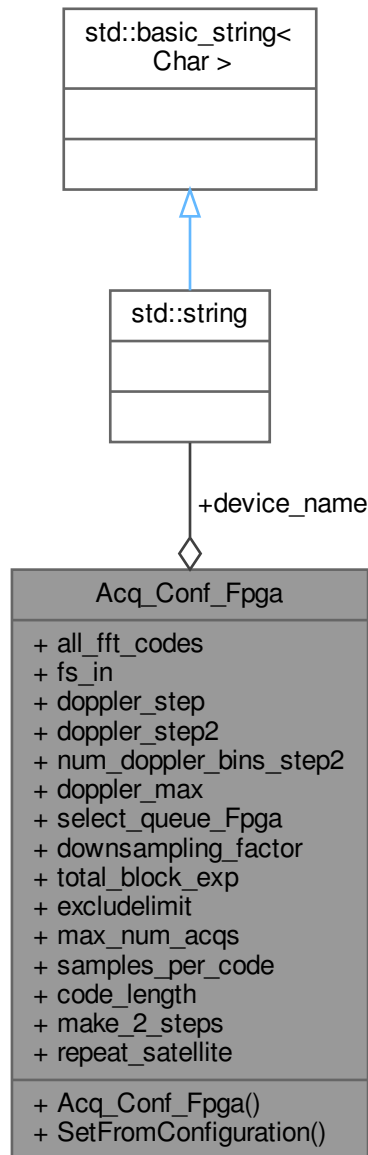 std::basic_string<
Char >
std::string
+device_name
Acq_Conf_Fpga
+ all_fft_codes
+ fs_in
+ doppler_step
+ doppler_step2
+ num_doppler_bins_step2
+ doppler_max
+ select_queue_Fpga
+ downsampling_factor
+ total_block_exp
+ excludelimit
+ max_num_acqs
+ samples_per_code
+ code_length
+ make_2_steps
+ repeat_satellite
+ Acq_Conf_Fpga()
+ SetFromConfiguration()